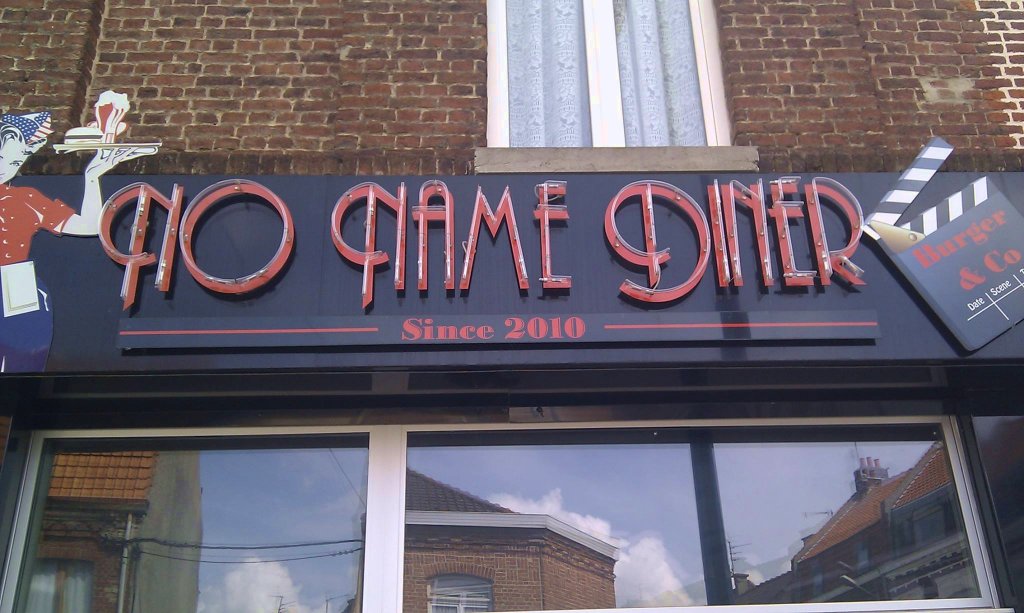 NO NAME DINER
Since 2010
Burger
& Co
Date | Scene |